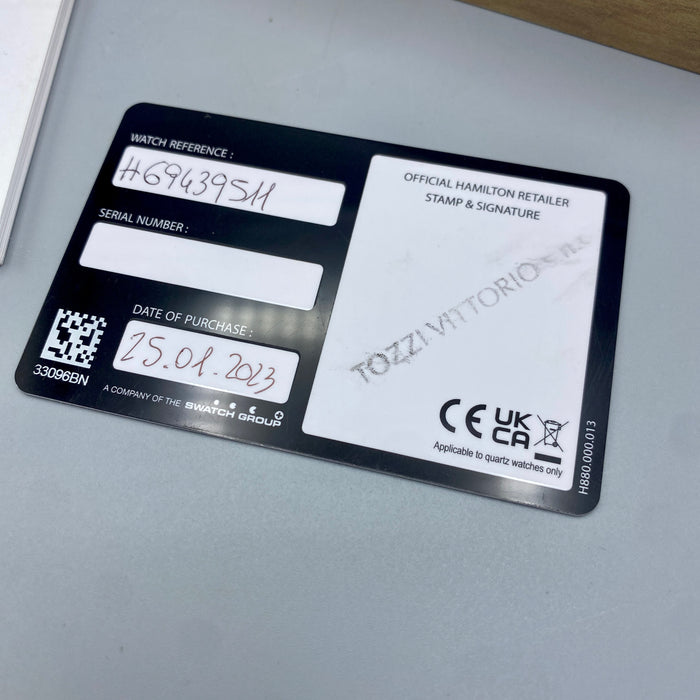 WATCH REFERENCE :
H69439511
SERIAL NUMBER :
DATE OF PURCHASE :
25.01.2023
33096BN
A COMPANY OF THE SWATCH GROUP
OFFICIAL HAMILTON RETAILER
STAMP & SIGNATURE
TOZZI VITTORIO s.n.c.
CE UK
CA
Applicable to quartz watches only
H880.000.013